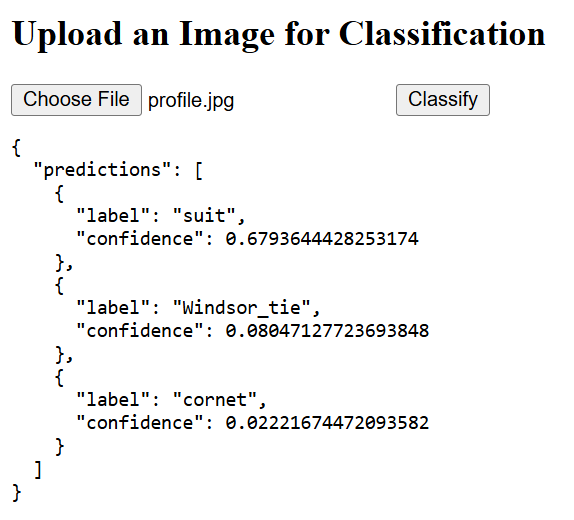 Upload an Image for Classification
Choose File profile.jpg Classify
{
  "predictions": [
    {
      "label": "suit",
      "confidence": 0.6793644428253174
    },
    {
      "label": "Windsor_tie",
      "confidence": 0.08047127723693848
    },
    {
      "label": "cornet",
      "confidence": 0.02221674472093582
    }
  ]
}